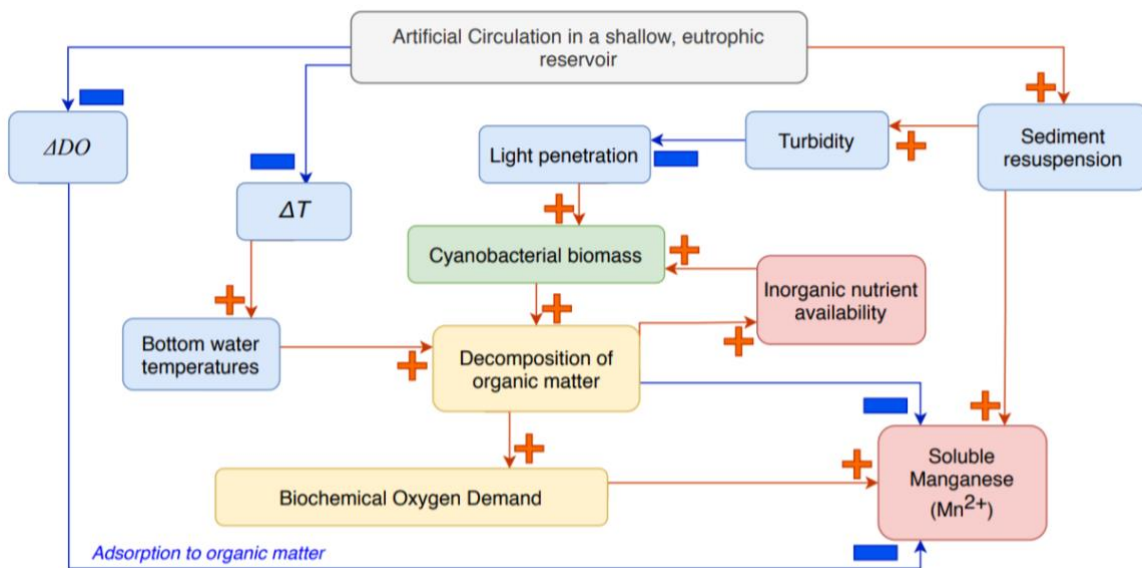 Artificial Circulation in a shallow, eutrophic
reservoir
ΔDO
Light penetration
Turbidity
Sediment
resuspension
ΔT
Cyanobacterial biomass
Inorganic nutrient
availability
Bottom water
temperatures
Decomposition of
organic matter
Soluble
Manganese
(Mn²⁺)
Biochemical Oxygen Demand
Adsorption to organic matter